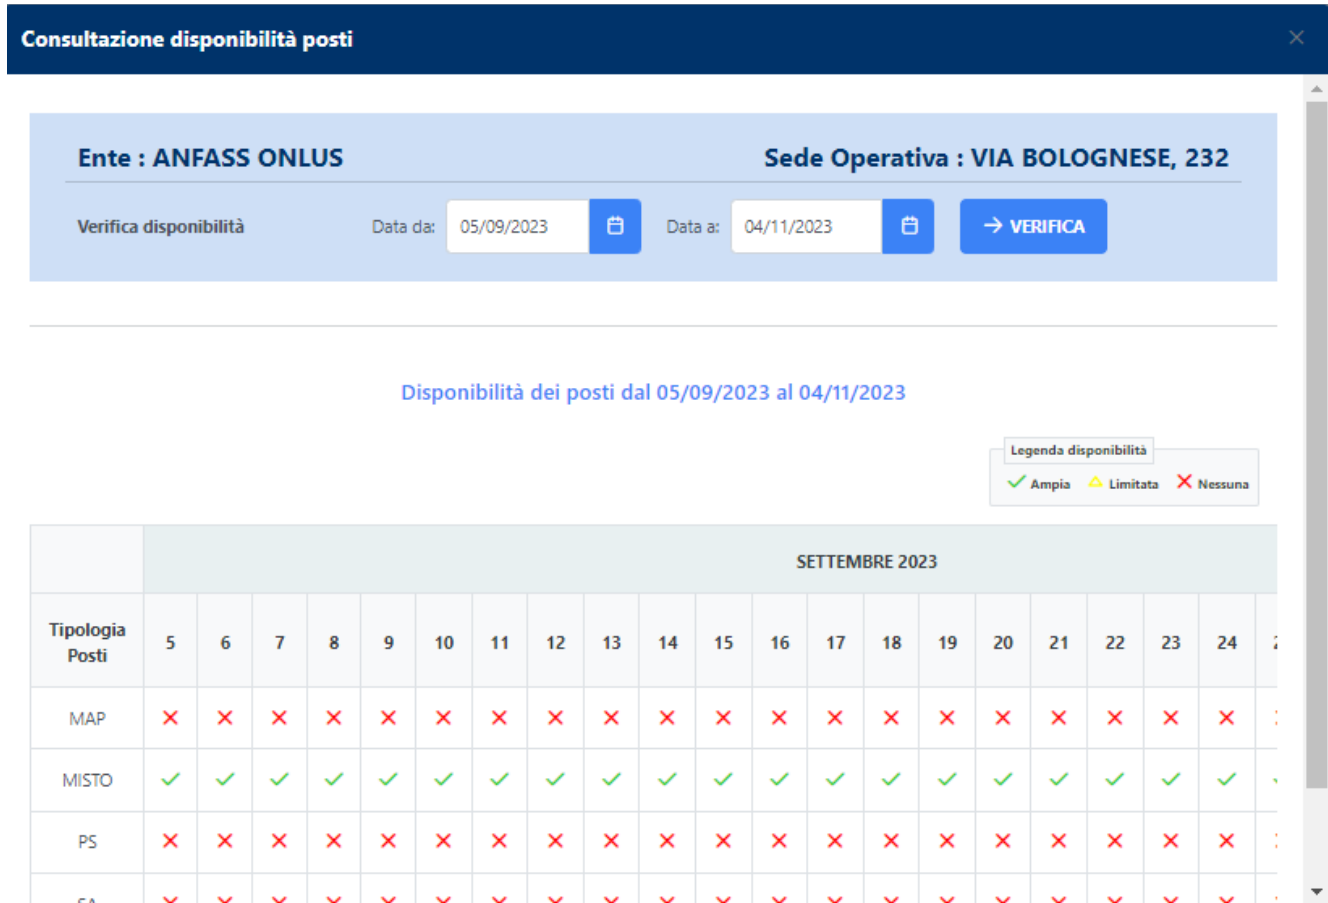 Consultazione disponibilità posti
Ente : ANFASS ONLUS Sede Operativa : VIA BOLOGNESE, 232
Verifica disponibilità Data da: 05/09/2023 Data a: 04/11/2023 → VERIFICA
Disponibilità dei posti dal 05/09/2023 al 04/11/2023
Legenda disponibilità
Ampia Limitata Nessuna
SETTEMBRE 2023
Tipologia Posti 5 6 7 8 9 10 11 12 13 14 15 16 17 18 19 20 21 22 23 24
MAP
MISTO
PS